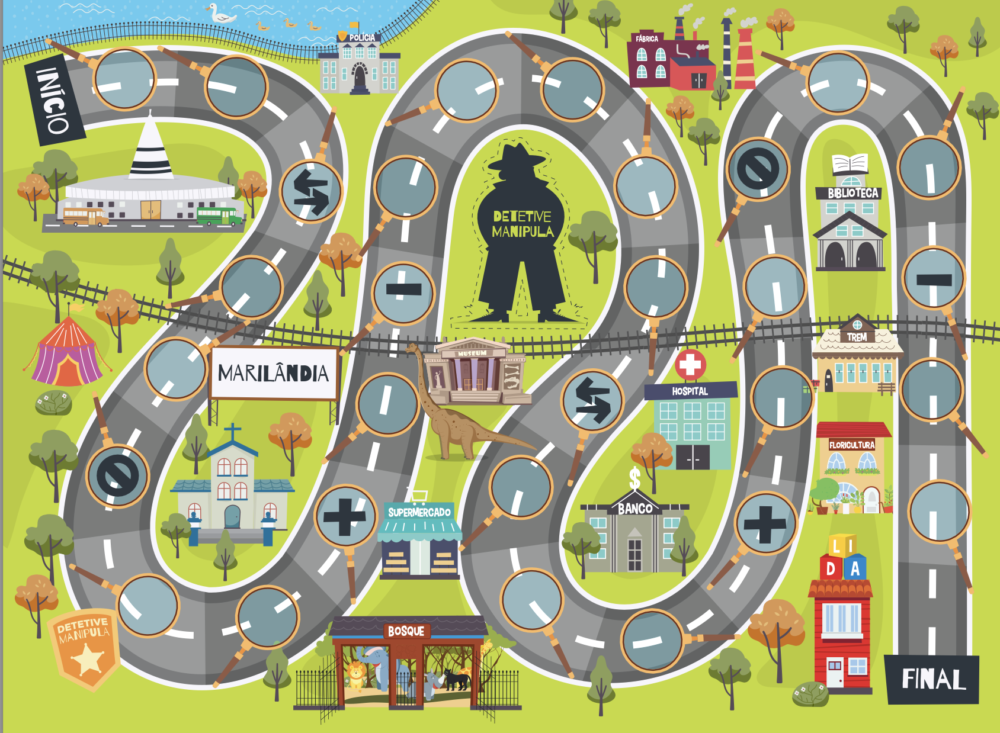 POLÍCIA
FÁBRICA
INÍCIO
DETETIVE
MANIPULA
BIBLIOTECA
MUSEUM
TREM
MARILÂNDIA
HOSPITAL
FLORICULTURA
$
BANCO
SUPERMERCADO
LI
DA
DETETIVE
MANIPULA
BOSQUE
FINAL